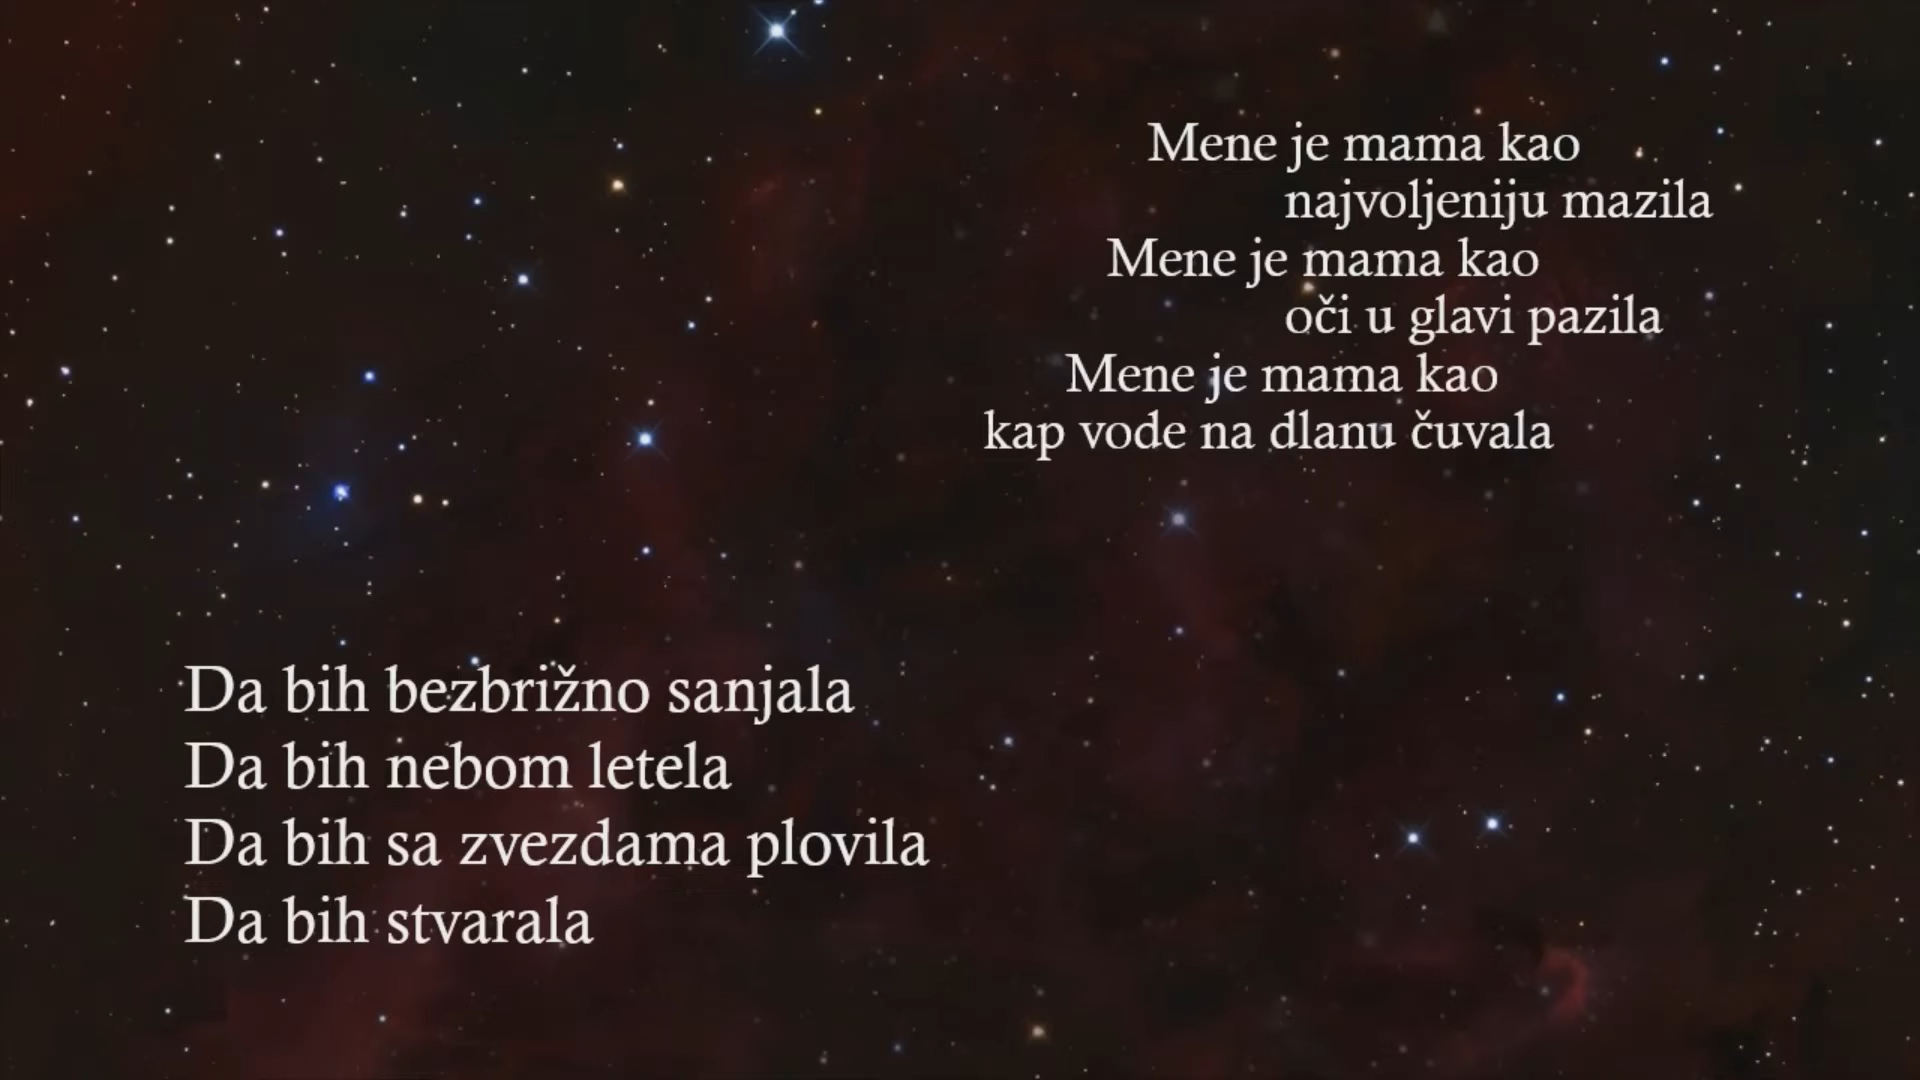 Mene je mama kao
najvoljeniju mazila
Mene je mama kao
oči u glavi pazila
Mene je mama kao
kap vode na dlanu čuvala
Da bih bezbrižno sanjala
Da bih nebom letela
Da bih sa zvezdama plovila
Da bih stvarala